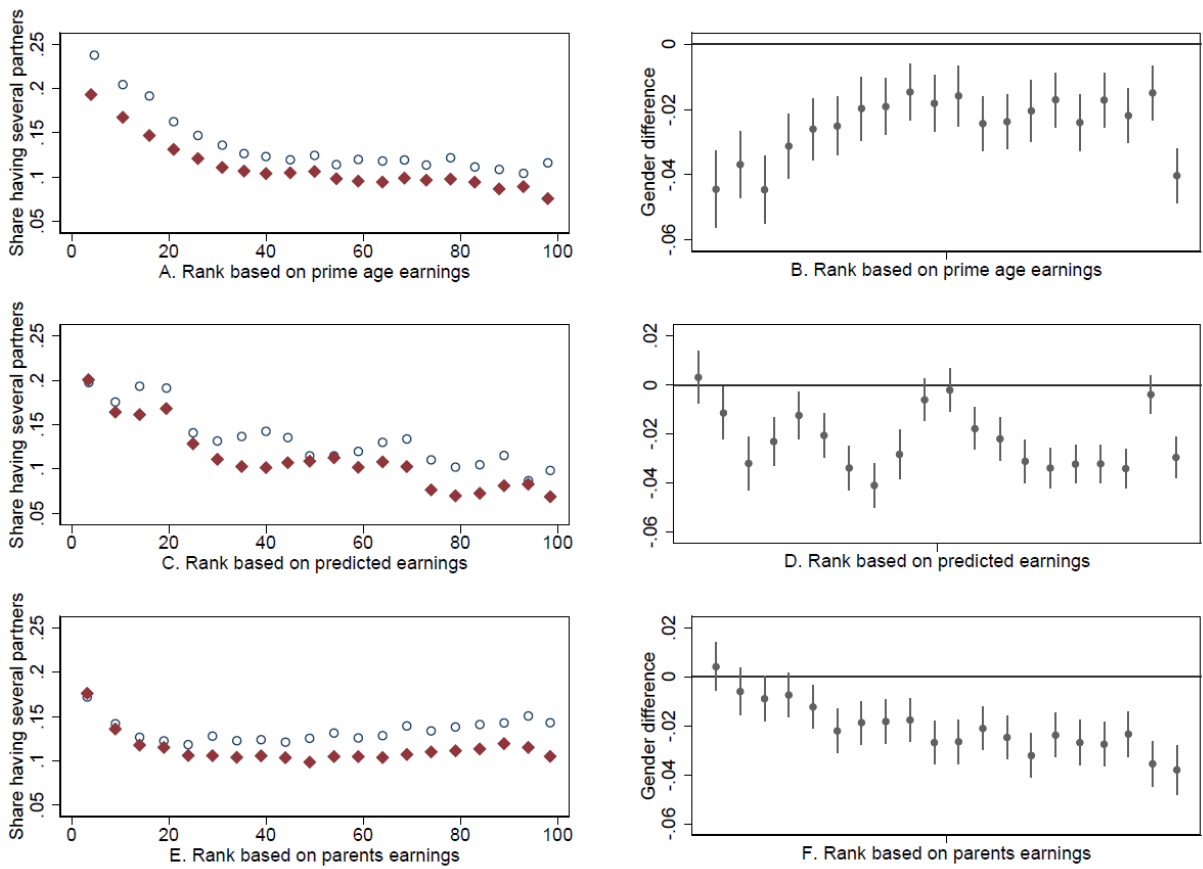 Share having several partners
.25
.2
.15
.1
.05
0 20 40 60 80 100
A. Rank based on prime age earnings
Gender difference
0
-.02
-.04
-.06
B. Rank based on prime age earnings
Share having several partners
.25
.2
.15
.1
.05
0 20 40 60 80 100
C. Rank based on predicted earnings
Gender difference
.02
0
-.02
-.04
-.06
D. Rank based on predicted earnings
Share having several partners
.25
.2
.15
.1
.05
0 20 40 60 80 100
E. Rank based on parents earnings
Gender difference
.02
0
-.02
-.04
-.06
F. Rank based on parents earnings